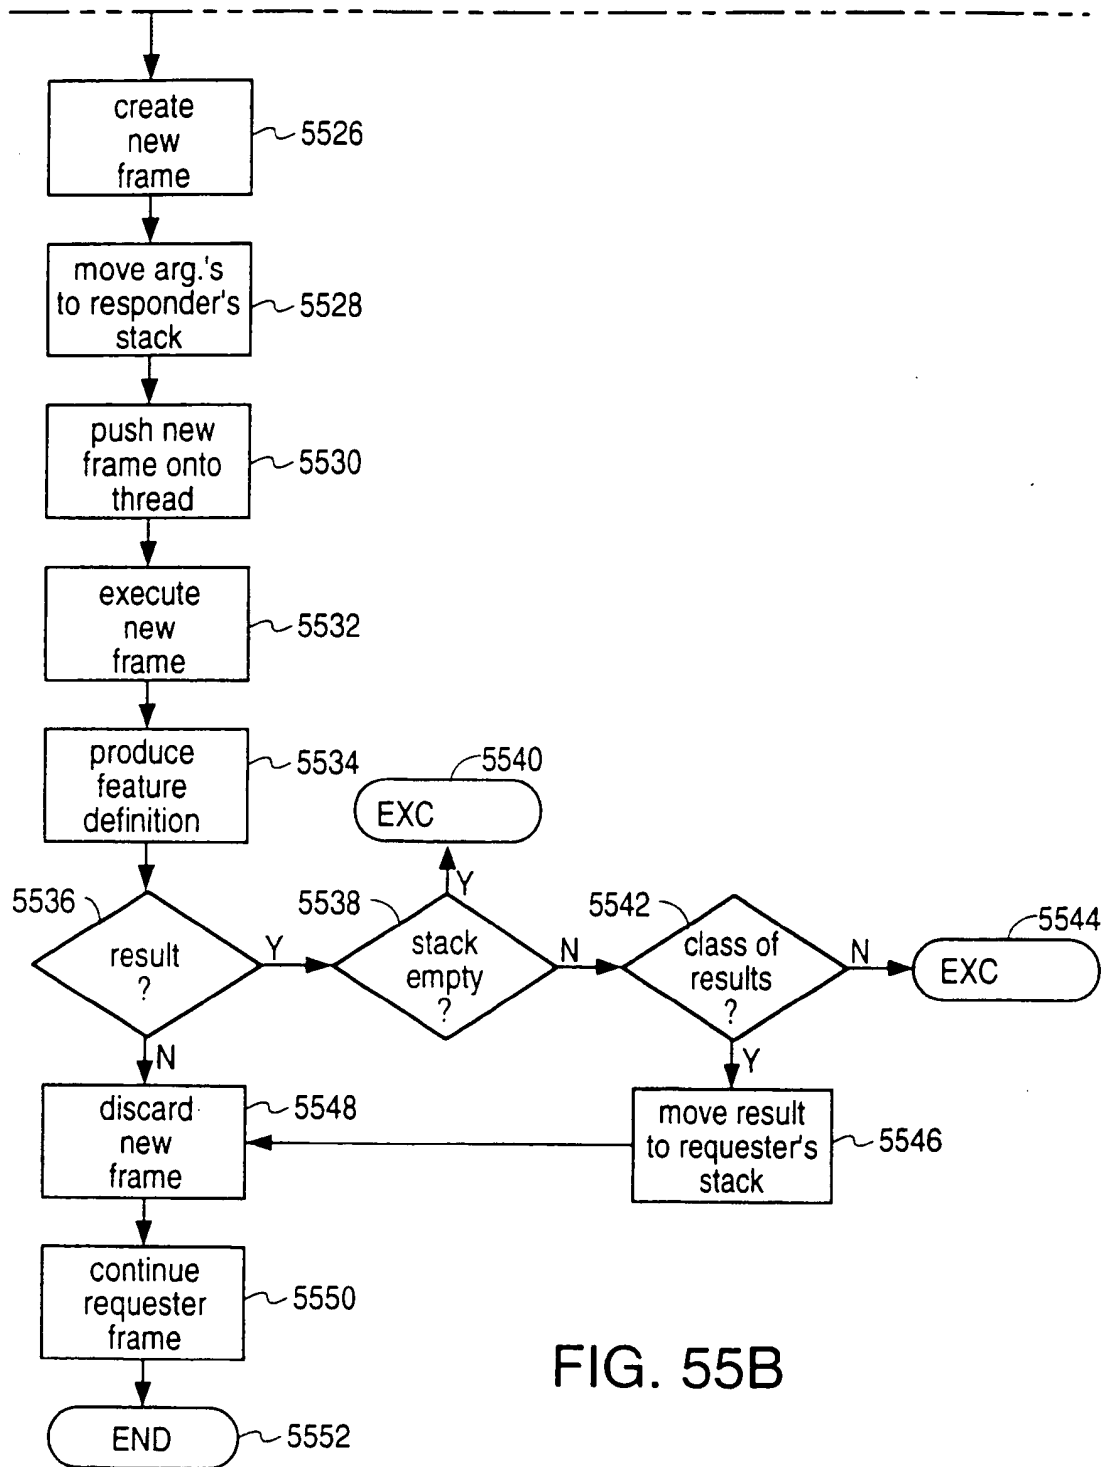 create
new
frame
5526
move arg.'s
to responder's
stack
5528
push new
frame onto
thread
5530
execute
new
frame
5532
produce
feature
definition
5534
5540
EXC
5536
result
?
Y
N
5538
stack
empty
?
Y
N
5542
class of
results
?
N
Y
5544
EXC
discard
new
frame
5548
move result
to requester's
stack
5546
continue
requester
frame
5550
END
5552
FIG. 55B